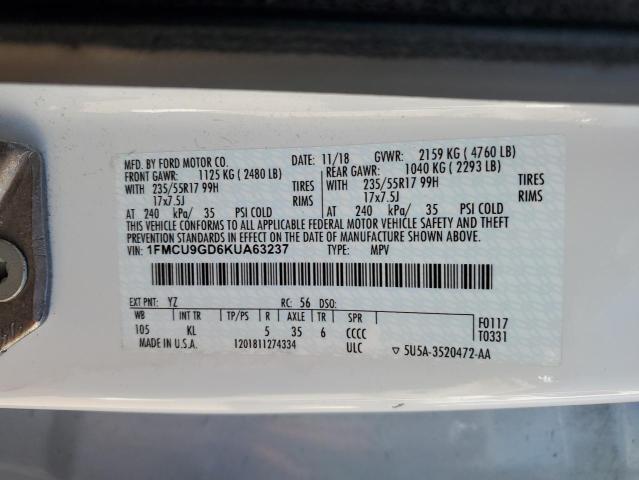 MFD. BY FORD MOTOR CO. DATE: 11/18 GVWR: 2159 KG ( 4760 LB)
FRONT GAWR: 1125 KG ( 2480 LB) REAR GAWR: 1040 KG ( 2293 LB)
WITH 235/55R17 99H TIRES WITH 235/55R17 99H TIRES
17x7.5J RIMS 17x7.5J RIMS
AT 240 kPa/ 35 PSI COLD AT 240 kPa/ 35 PSI COLD
THIS VEHICLE CONFORMS TO ALL APPLICABLE FEDERAL MOTOR VEHICLE SAFETY AND THEFT
PREVENTION STANDARDS IN EFFECT ON THE DATE OF MANUFACTURE SHOWN ABOVE.
VIN: 1FMCU9GD6KUA63237 TYPE: MPV
EXT PNT: YZ RC: 56 DSO:
WB INT TR TP/PS R AXLE TR SPR F0117
105 KL 5 35 6 CCCC T0331
MADE IN U.S.A. 1201811274334 ULC 5U5A-3520472-AA